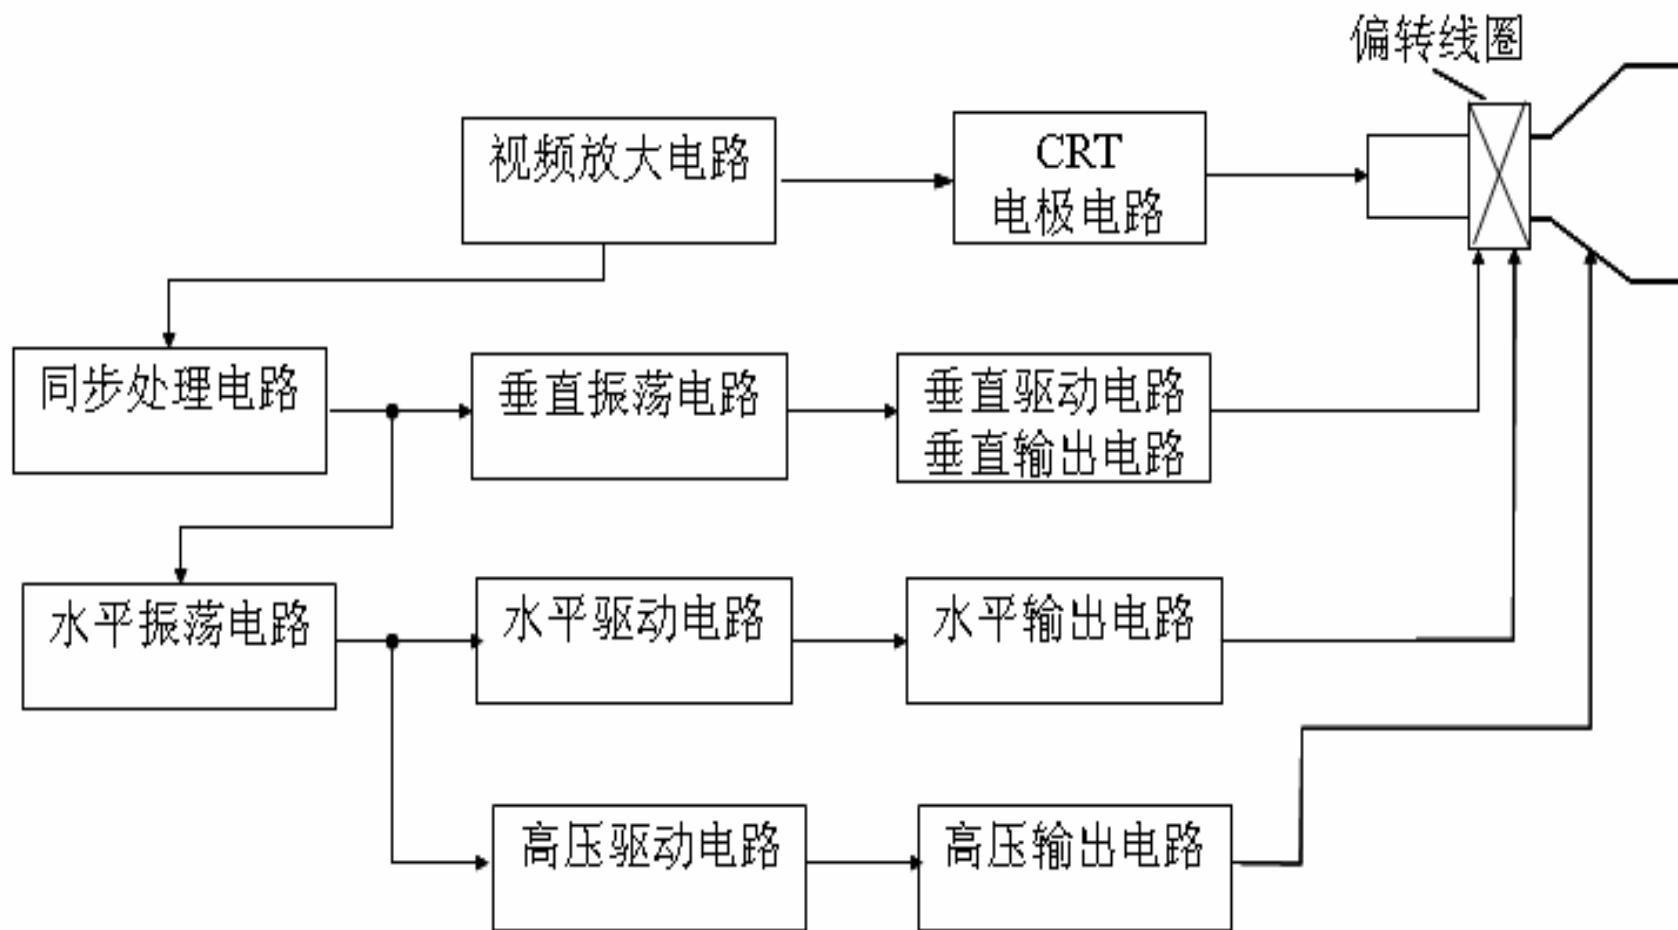 偏转线圈
视频放大电路
CRT
电极电路
同步处理电路
垂直振荡电路
垂直驱动电路
垂直输出电路
水平振荡电路
水平驱动电路
水平输出电路
高压驱动电路
高压输出电路